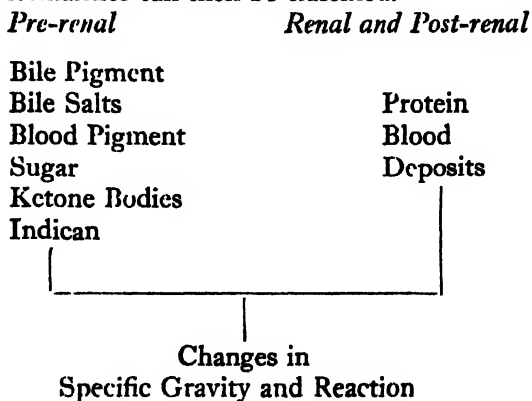 Pre-renal Renal and Post-renal
Bile Pigment
Bile Salts Protein
Blood Pigment Blood
Sugar Deposits
Ketone Bodies
Indican
Changes in
Specific Gravity and Reaction